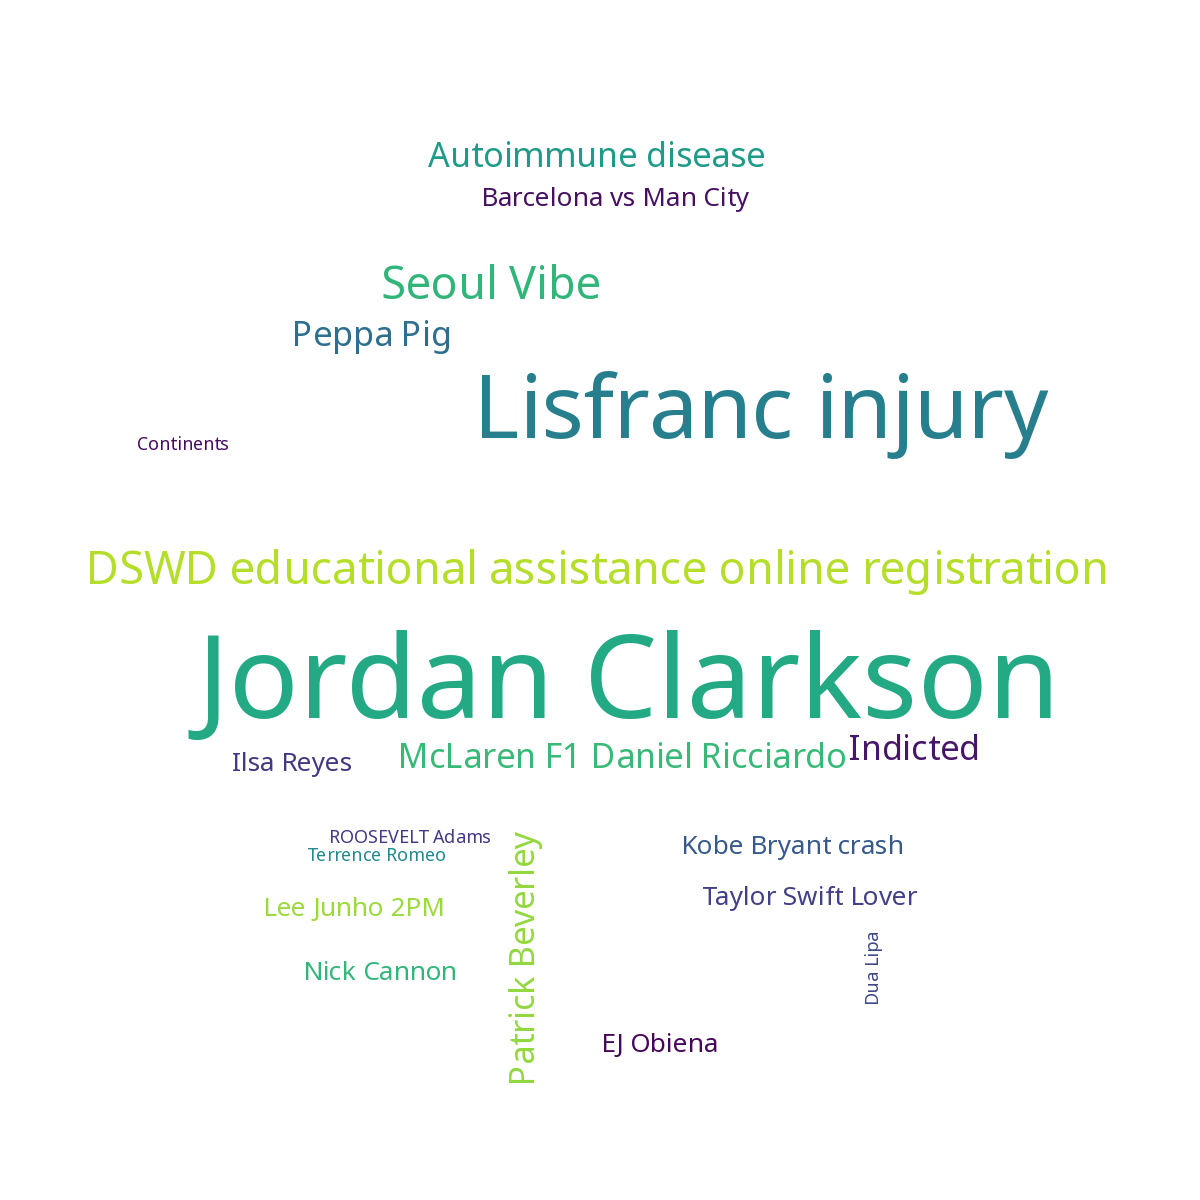 Autoimmune disease
Barcelona vs Man City
Seoul Vibe
Peppa Pig
Lisfranc injury
Continents
DSWD educational assistance online registration
Jordan Clarkson
Ilsa Reyes
McLaren F1 Daniel Ricciardo
Indicted
ROOSEVELT Adams
Terrence Romeo
Patrick Beverley
Kobe Bryant crash
Taylor Swift Lover
Lee Junho 2PM
Dua Lipa
Nick Cannon
EJ Obiena